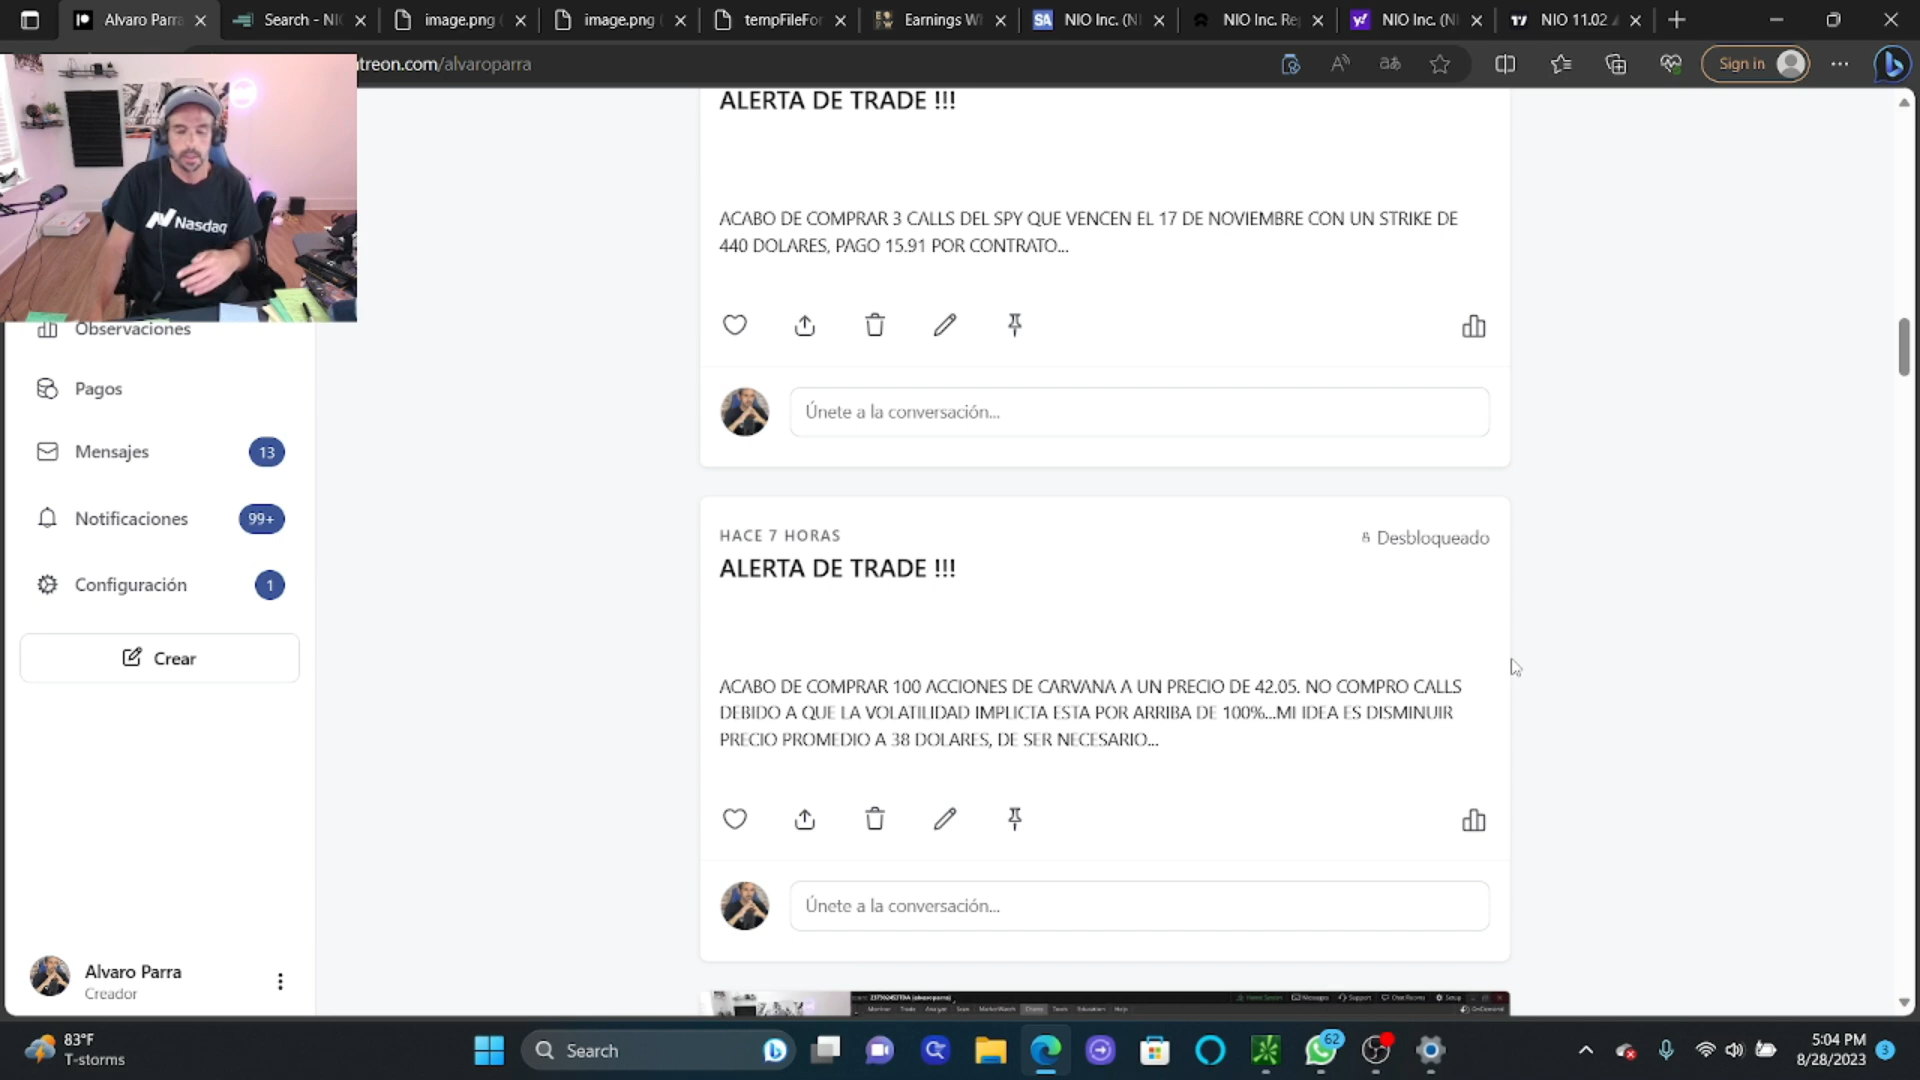 Alvaro Parra
Search - NI
image.png
image.png
tempFileFor
Earnings W
NIO Inc. (NI
NIO Inc. Re
NIO Inc. (NI
NIO 11.02
treon.com/alvaroparra
Sign in
Nasdaq
ALERTA DE TRADE !!!
ACABO DE COMPRAR 3 CALLS DEL SPY QUE VENCEN EL 17 DE NOVIEMBRE CON UN STRIKE DE
440 DOLARES, PAGO 15.91 POR CONTRATO...
Únete a la conversación...
Observaciones
Pagos
Mensajes 13
Notificaciones 99+
Configuración 1
Crear
HACE 7 HORAS
Desbloqueado
ALERTA DE TRADE !!!
ACABO DE COMPRAR 100 ACCIONES DE CARVANA A UN PRECIO DE 42.05. NO COMPRO CALLS
DEBIDO A QUE LA VOLATILIDAD IMPLICTA ESTA POR ARRIBA DE 100%...MI IDEA ES DISMINUIR
PRECIO PROMEDIO A 38 DOLARES, DE SER NECESARIO...
Únete a la conversación...
Alvaro Parra
Creador
83°F
T-storms
Search
62
5:04 PM
8/28/2023
3